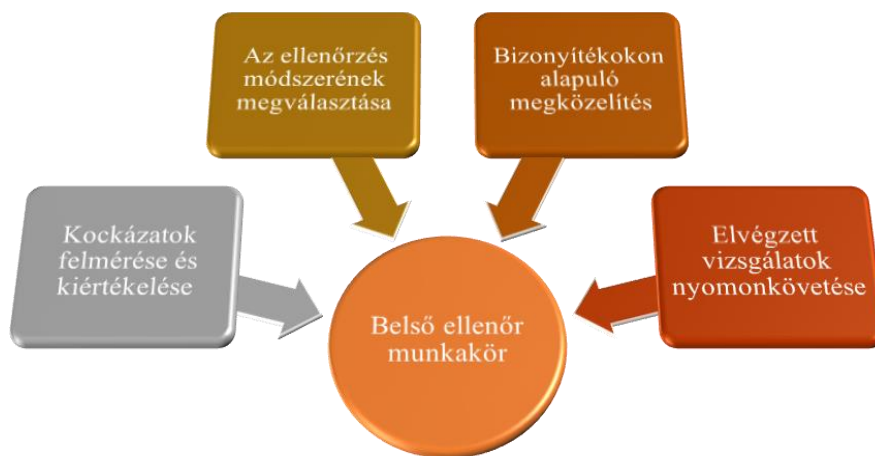 Kockázatok
felmérése és
kiértékelése
Az ellenőrzés
módszerének
megválasztása
Bizonyítékokon
alapuló
megközelítés
Elvégzett
vizsgálatok
nyomonkövetése
Belső ellenőr
munkakör